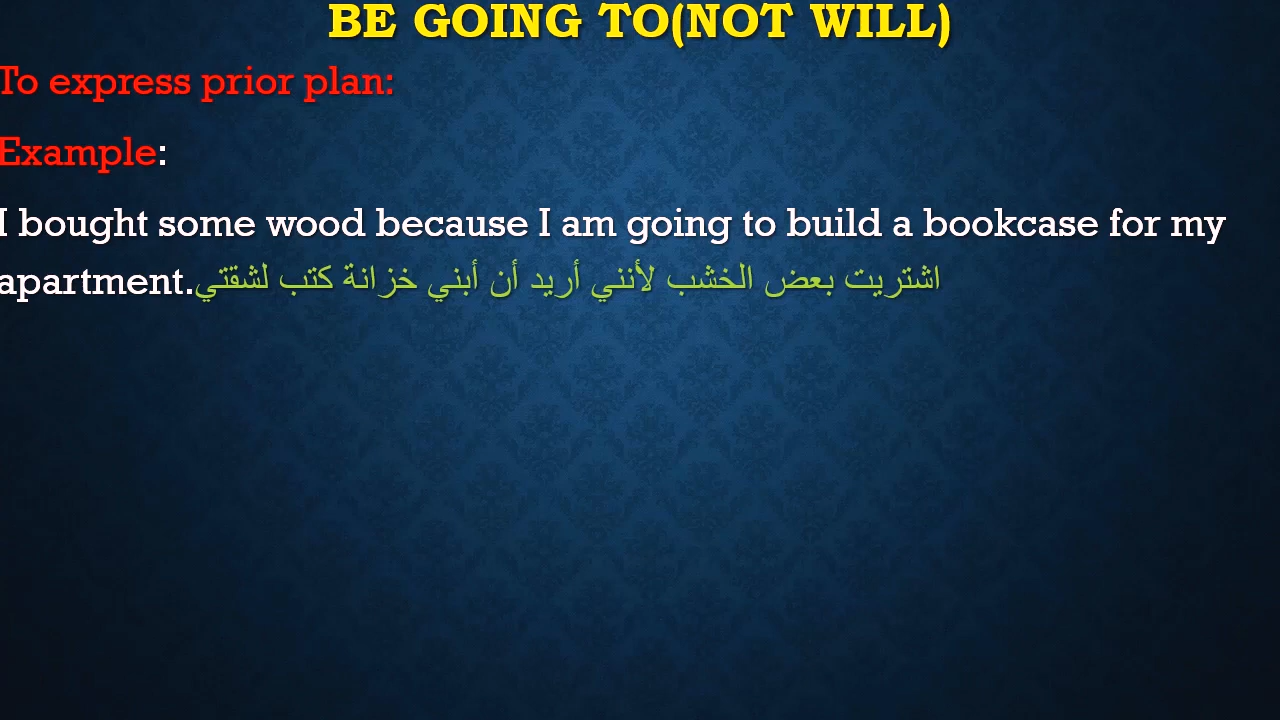 BE GOING TO(NOT WILL)
To express prior plan:
Example:
I bought some wood because I am going to build a bookcase for my
apartment.اشتريت بعض الخشب لأنني أريد أن أبني خزانة كتب لشقتي